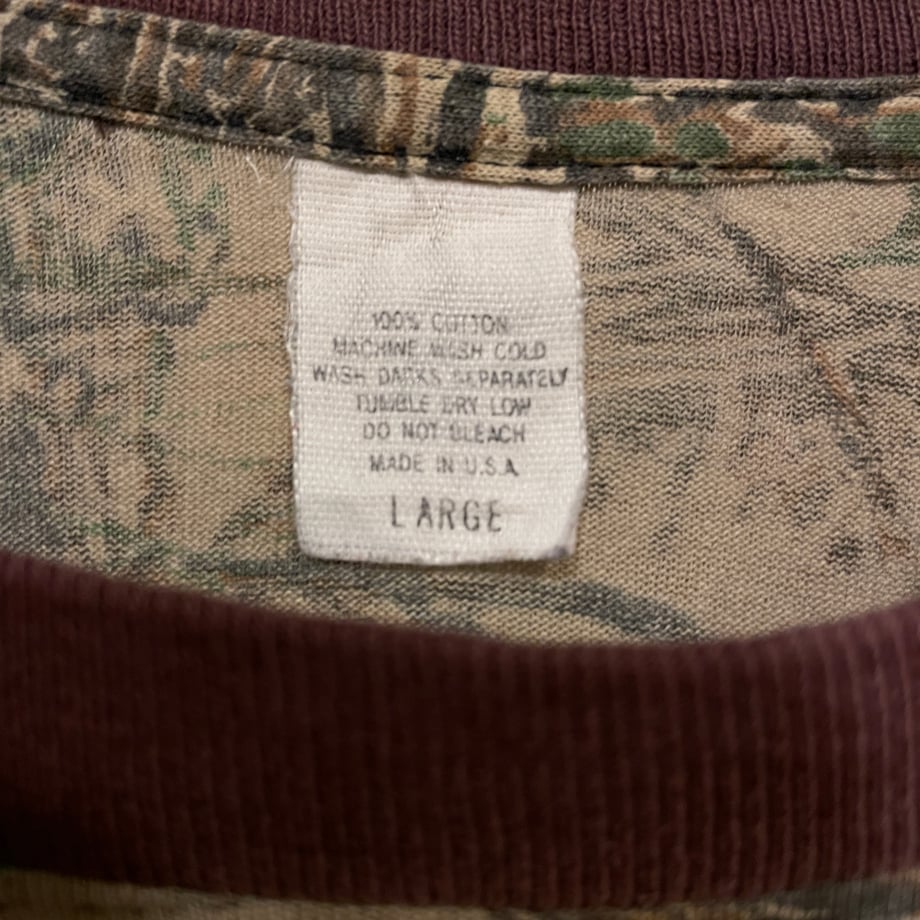 100% COTTON
MACHINE WASH COLD
WASH DARKS SEPARATELY
TUMBLE DRY LOW
DO NOT BLEACH
MADE IN U.S.A
LARGE